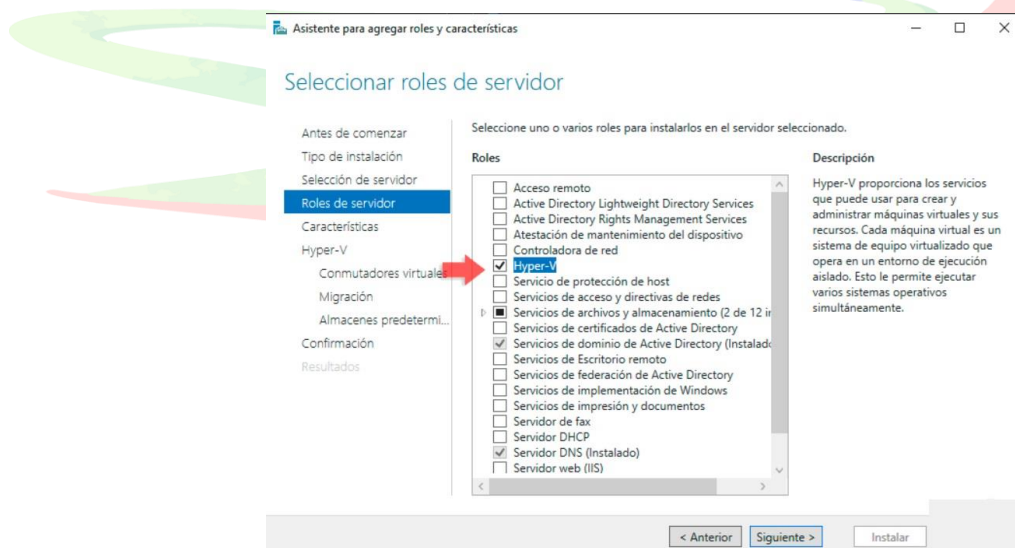 Asistente para agregar roles y características
Seleccionar roles de servidor
Antes de comenzar
Tipo de instalación
Selección de servidor
Roles de servidor
Características
Hyper-V
Conmutadores virtuales
Migración
Almacenes predetermi...
Confirmación
Resultados
Seleccione uno o varios roles para instalarlos en el servidor seleccionado.
Roles
Acceso remoto
Active Directory Lightweight Directory Services
Active Directory Rights Management Services
Atestación de mantenimiento del dispositivo
Controladora de red
Hyper-V
Servicio de protección de host
Servicios de acceso y directivas de redes
Servicios de archivos y almacenamiento (2 de 12 in
Servicios de certificados de Active Directory
Servicios de dominio de Active Directory (Instalado
Servicios de Escritorio remoto
Servicios de federación de Active Directory
Servicios de implementación de Windows
Servicios de impresión y documentos
Servidor de fax
Servidor DHCP
Servidor DNS (Instalado)
Servidor web (IIS)
Descripción
Hyper-V proporciona los servicios
que puede usar para crear y
administrar máquinas virtuales y sus
recursos. Cada máquina virtual es un
sistema de equipo virtualizado que
opera en un entorno de ejecución
aislado. Esto le permite ejecutar
varios sistemas operativos
simultáneamente.
< Anterior
Siguiente >
Instalar